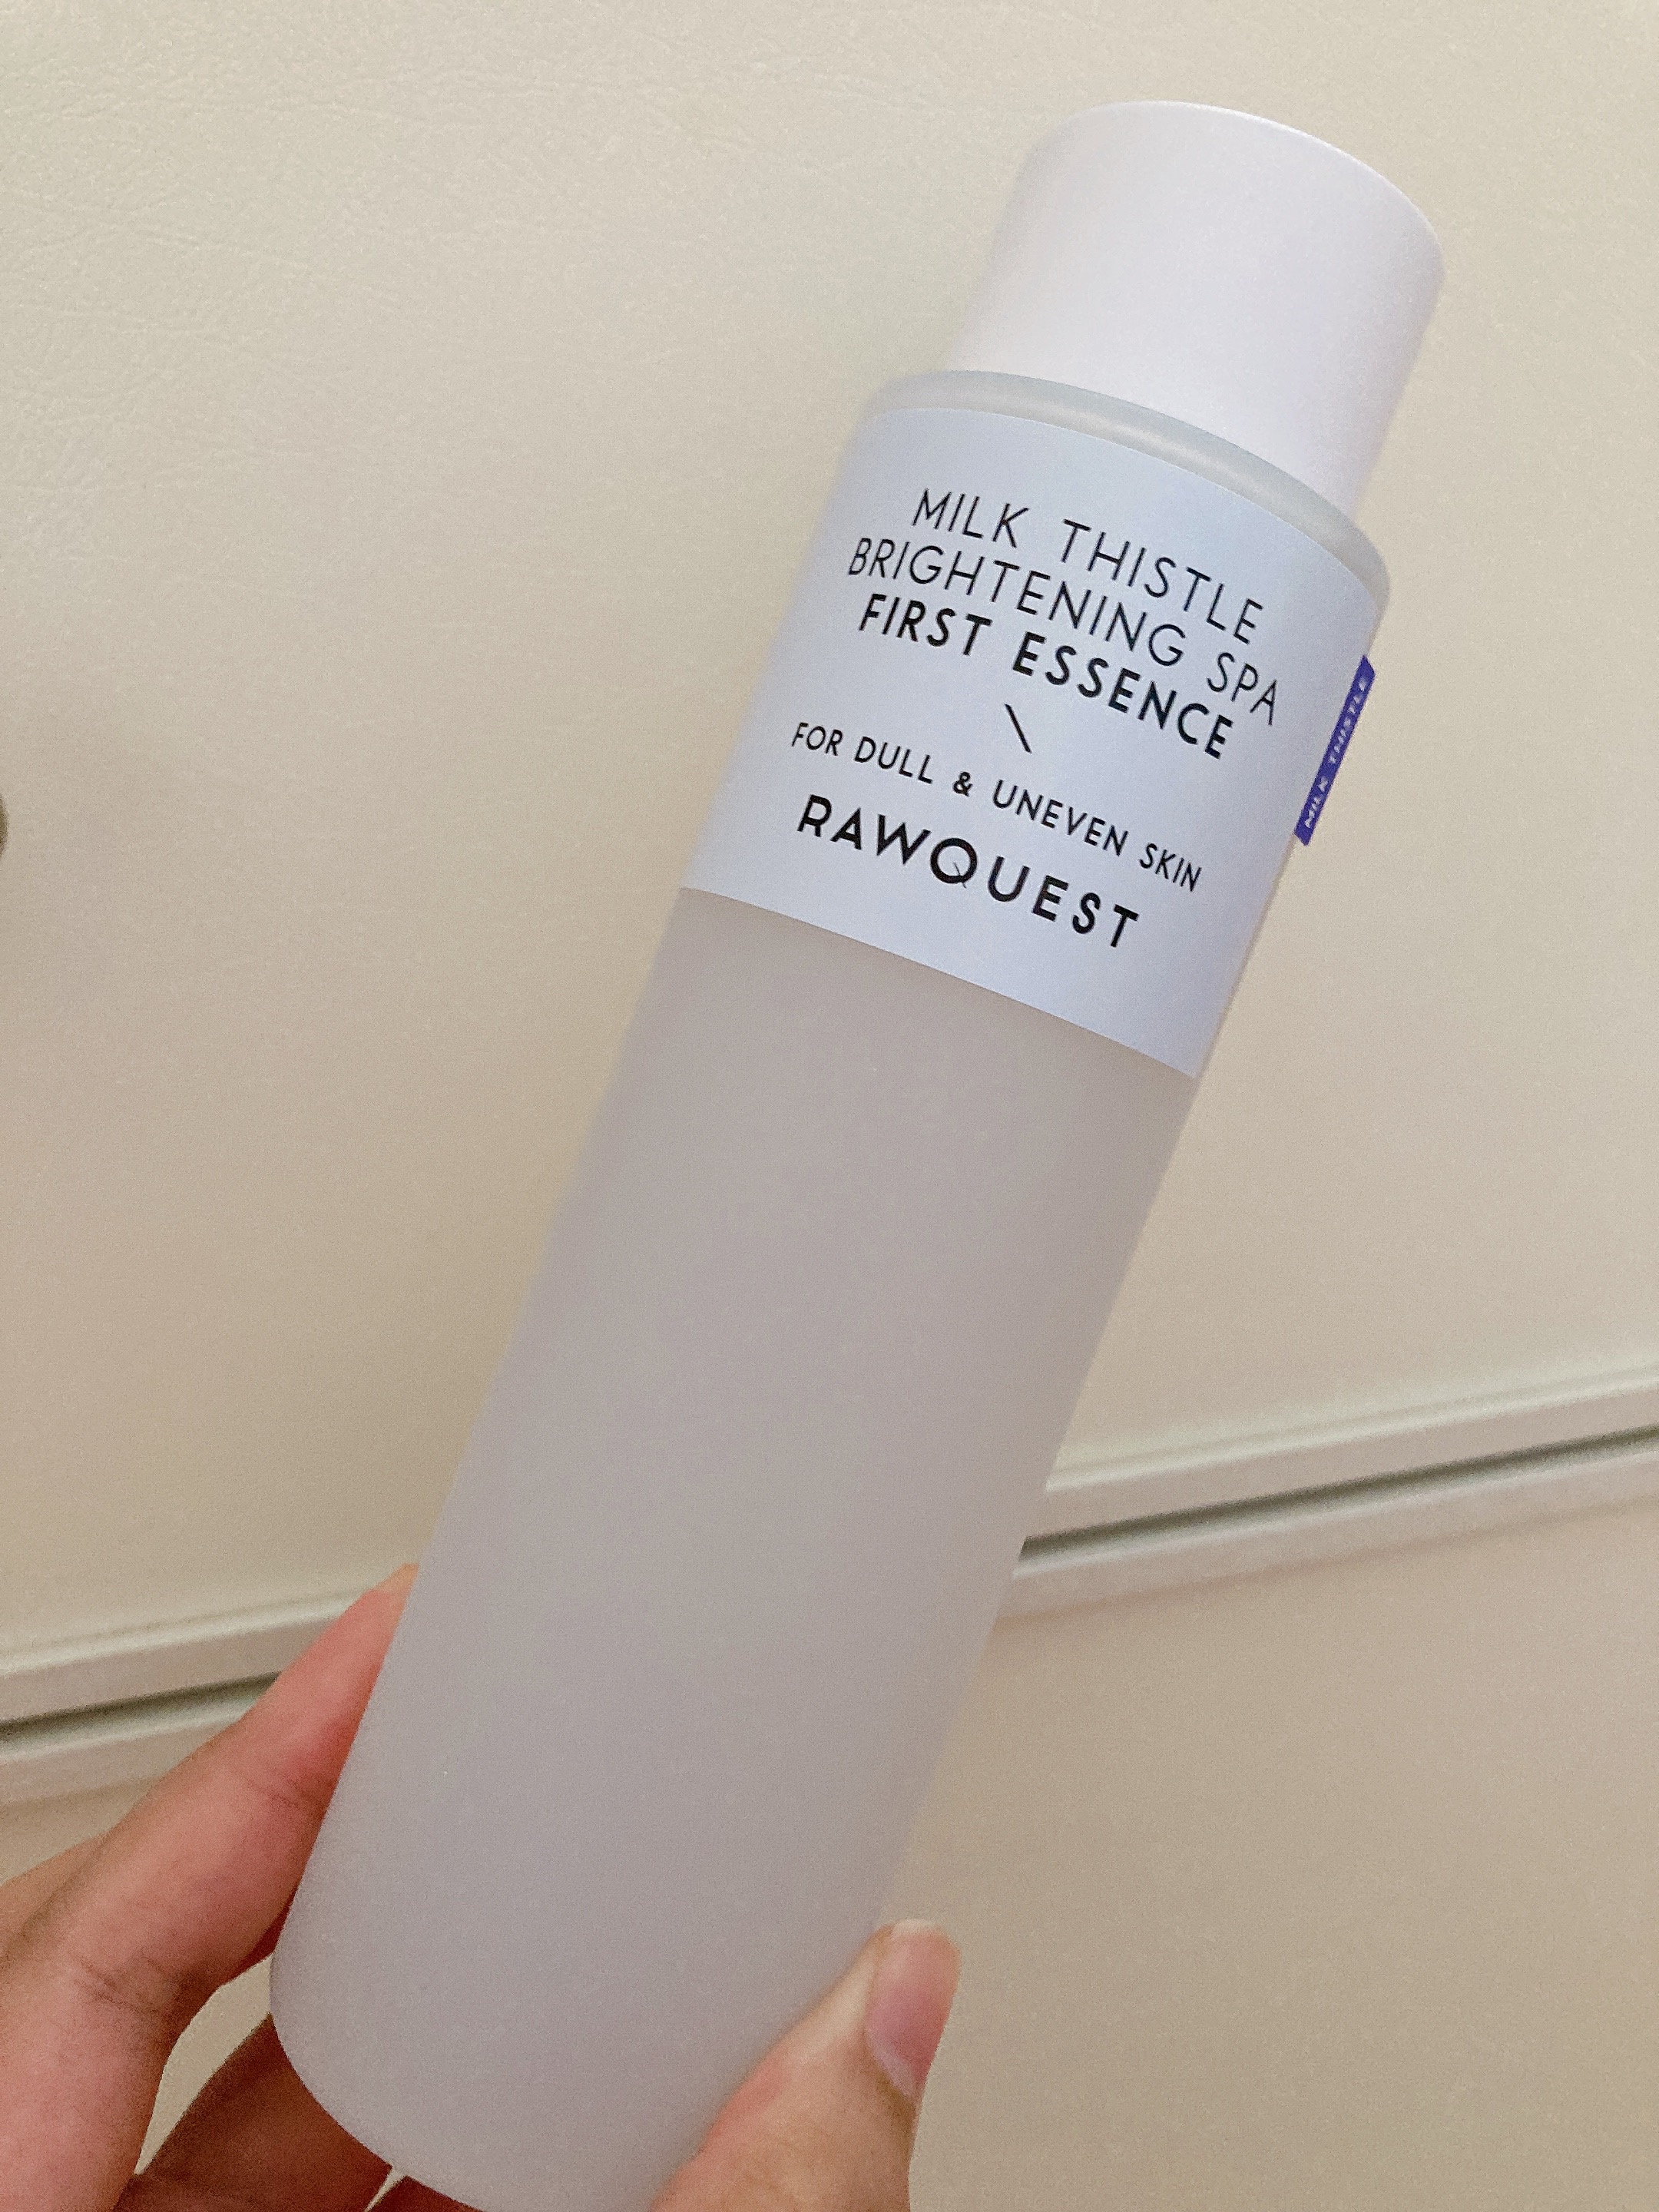 MILK THISTLE
BRIGHTENING SPA
FIRST ESSENCE
\
FOR DULL & UNEVEN SKIN
RAWQUEST
MILK THISTLE